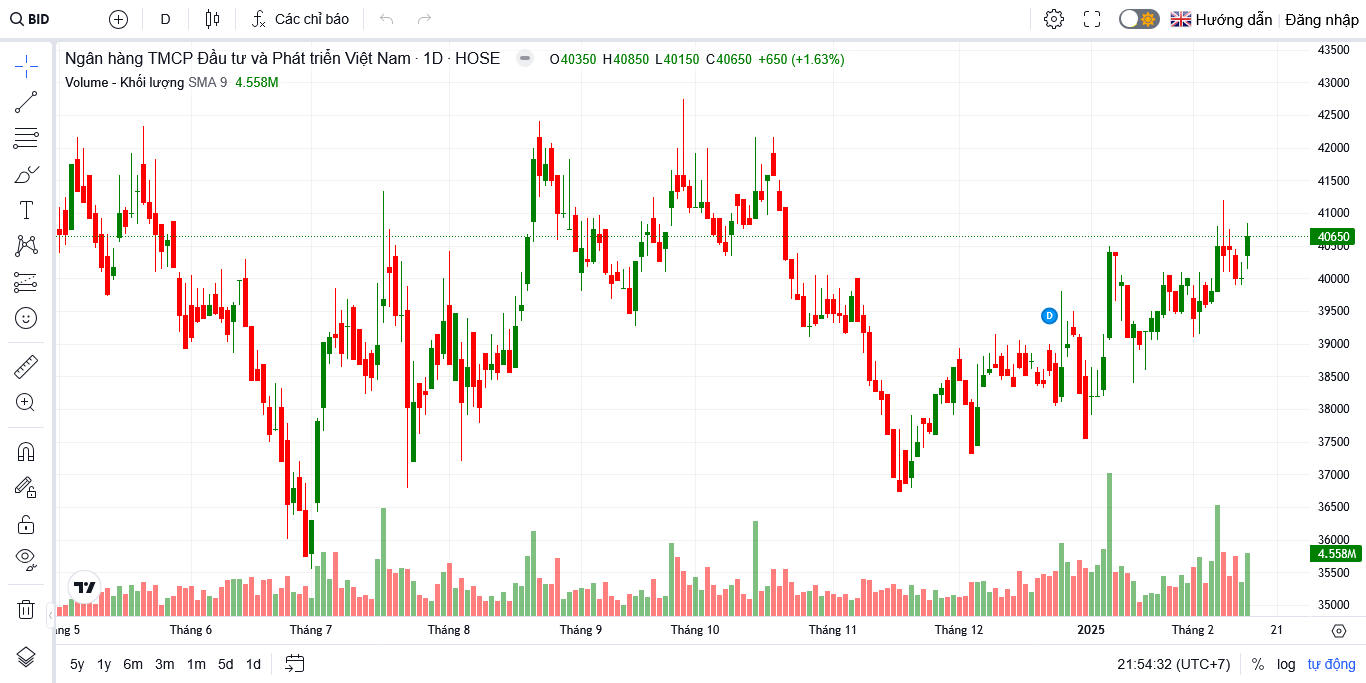 BID D Các chỉ báo Hướng dẫn Đăng nhập
Ngân hàng TMCP Đầu tư và Phát triển Việt Nam · 1D · HOSE O40350 H40850 L40150 C40650 +650 (+1.63%)
Volume - Khối lượng SMA 9 4.558M
43500
43000
42500
42000
41500
41000
40650
40500
40000
39500
39000
38500
38000
37500
37000
36500
36000
4.558M
35500
35000
D
ng 5 Tháng 6 Tháng 7 Tháng 8 Tháng 9 Tháng 10 Tháng 11 Tháng 12 2025 Tháng 2 21
5y 1y 6m 3m 1m 5d 1d 21:54:32 (UTC+7) % log tự động